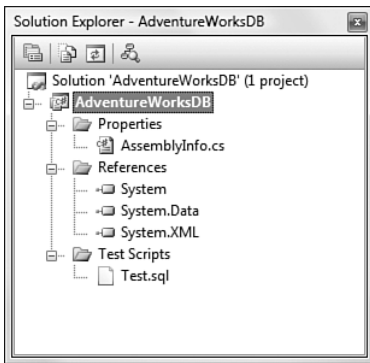 Solution Explorer - AdventureWorksDB
Solution 'AdventureWorksDB' (1 project)
AdventureWorksDB
Properties
AssemblyInfo.cs
References
System
System.Data
System.XML
Test Scripts
Test.sql